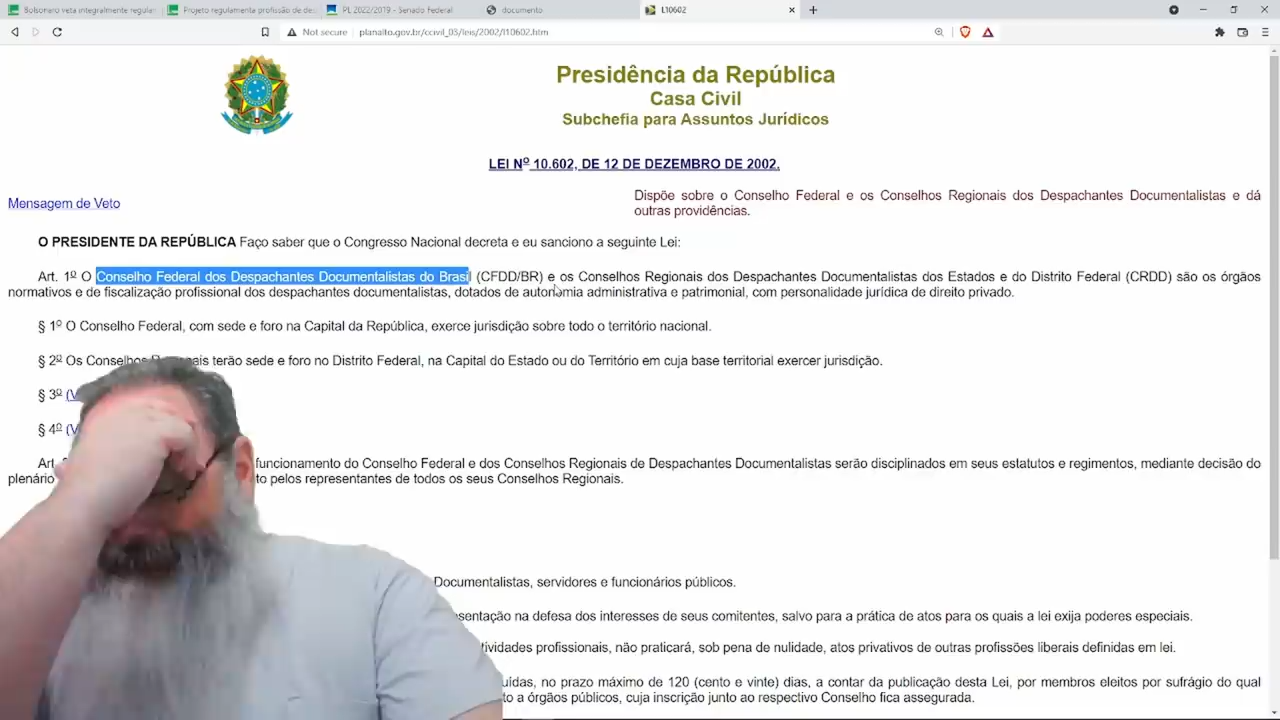 Bolsonaro veta integralmente regular
Projeto regulamenta profissão de de...
PL 2022/2019 - Senado Federal
documento
L10602
Not secure
planalto.gov.br/ccivil_03/leis/2002/l10602.htm
Presidência da República
Casa Civil
Subchefia para Assuntos Jurídicos
LEI Nº 10.602, DE 12 DE DEZEMBRO DE 2002.
Mensagem de Veto
Dispõe sobre o Conselho Federal e os Conselhos Regionais dos Despachantes Documentalistas e dá
outras providências.
O PRESIDENTE DA REPÚBLICA Faço saber que o Congresso Nacional decreta e eu sanciono a seguinte Lei:
Art. 1º O Conselho Federal dos Despachantes Documentalistas do Brasil (CFDD/BR) e os Conselhos Regionais dos Despachantes Documentalistas dos Estados e do Distrito Federal (CRDD) são os órgãos
normativos e de fiscalização profissional dos despachantes documentalistas, dotados de autonomia administrativa e patrimonial, com personalidade jurídica de direito privado.
§ 1º O Conselho Federal, com sede e foro na Capital da República, exerce jurisdição sobre todo o território nacional.
§ 2º Os Conselhos Regionais terão sede e foro no Distrito Federal, na Capital do Estado ou do Território em cuja base territorial exercer jurisdição.
§ 3º (V
§ 4º (V
Art. funcionamento do Conselho Federal e dos Conselhos Regionais de Despachantes Documentalistas serão disciplinados em seus estatutos e regimentos, mediante decisão do
plenário to pelos representantes de todos os seus Conselhos Regionais.
Documentalistas, servidores e funcionários públicos.
sentação na defesa dos interesses de seus comitentes, salvo para a prática de atos para os quais a lei exija poderes especiais.
tividades profissionais, não praticará, sob pena de nulidade, atos privativos de outras profissões liberais definidas em lei.
uídas, no prazo máximo de 120 (cento e vinte) dias, a contar da publicação desta Lei, por membros eleitos por sufrágio do qual
to a órgãos públicos, cuja inscrição junto ao respectivo Conselho fica assegurada.